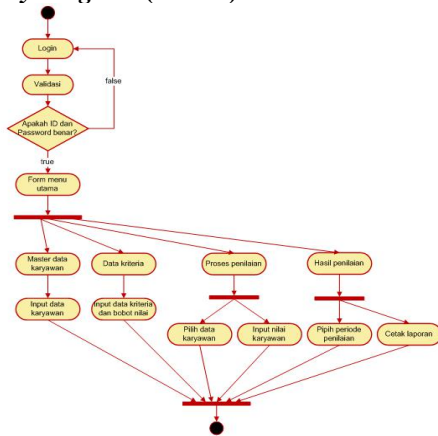 Login
false
Validasi
Apakah ID dan
Password benar?
true
Form menu
utama
Master data
karyawan
Data kriteria
Proses penilaian
Hasil penilaian
Input data
karyawan
Input data kriteria
dan bobot nilai
Pilih data
karyawan
Input nilai
karyawan
Pipih periode
penilaian
Cetak laporan